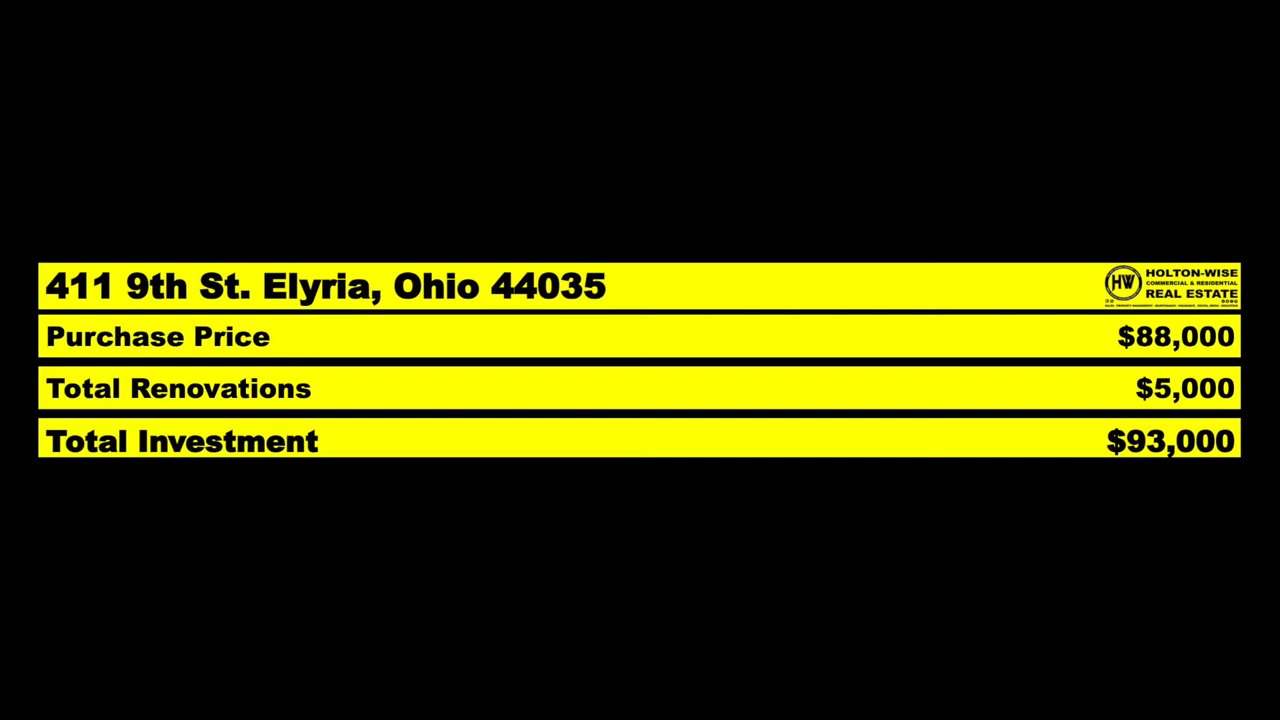 411 9th St. Elyria, Ohio 44035
HW
HOLTON-WISE
COMMERCIAL & RESIDENTIAL
REAL ESTATE
Purchase Price $88,000
Total Renovations $5,000
Total Investment $93,000